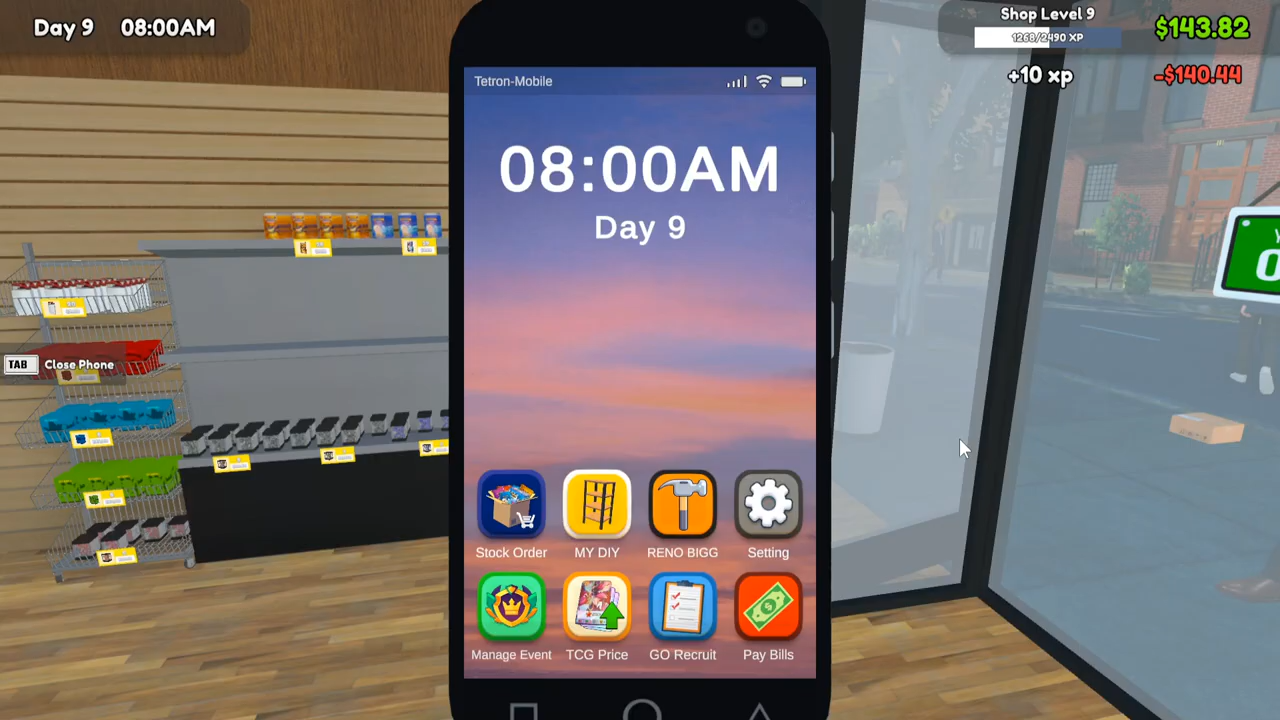 Day 9 08:00AM
Shop Level 9
1268/2490 XP
$143.82
+10 xp
-$140.44
Tetron-Mobile
08:00AM
Day 9
TAB Close Phone
Stock Order
MY DIY
RENO BIGG
Setting
Manage Event
TCG Price
GO Recruit
Pay Bills